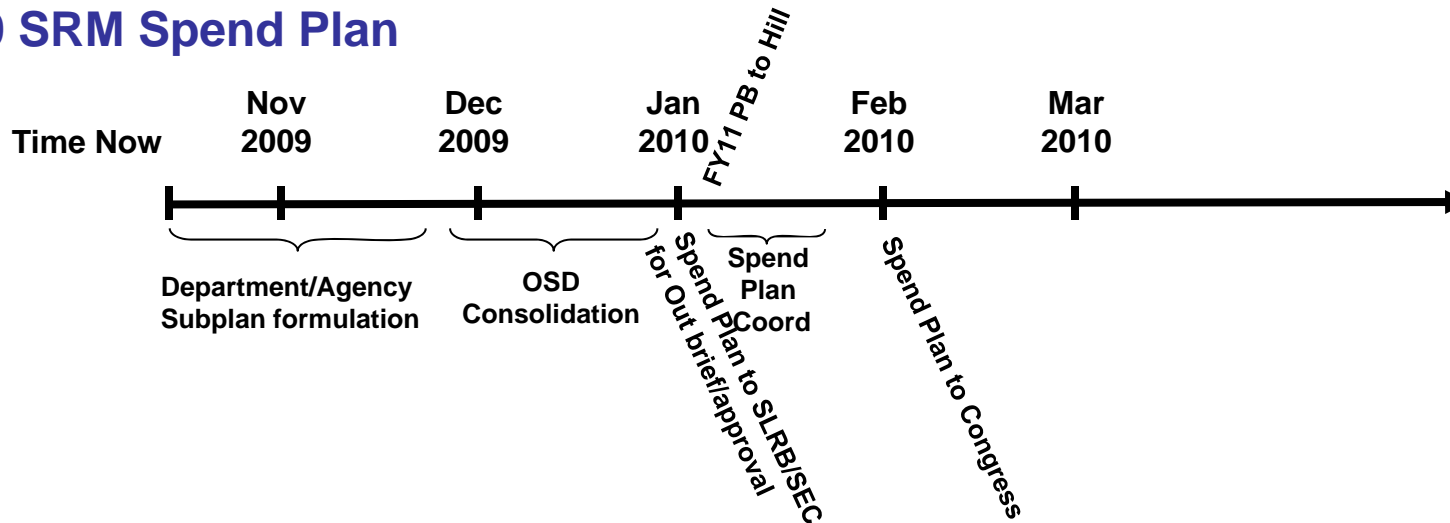 SRM Spend Plan
FY11 PB to Hill
Nov
2009
Dec
2009
Jan
2010
Feb
2010
Mar
2010
Time Now
Department/Agency
Subplan formulation
OSD
Consolidation
Spend Plan to SLRB/SEC
for Out brief/approval
Spend
Plan
Coord
Spend Plan to Congress